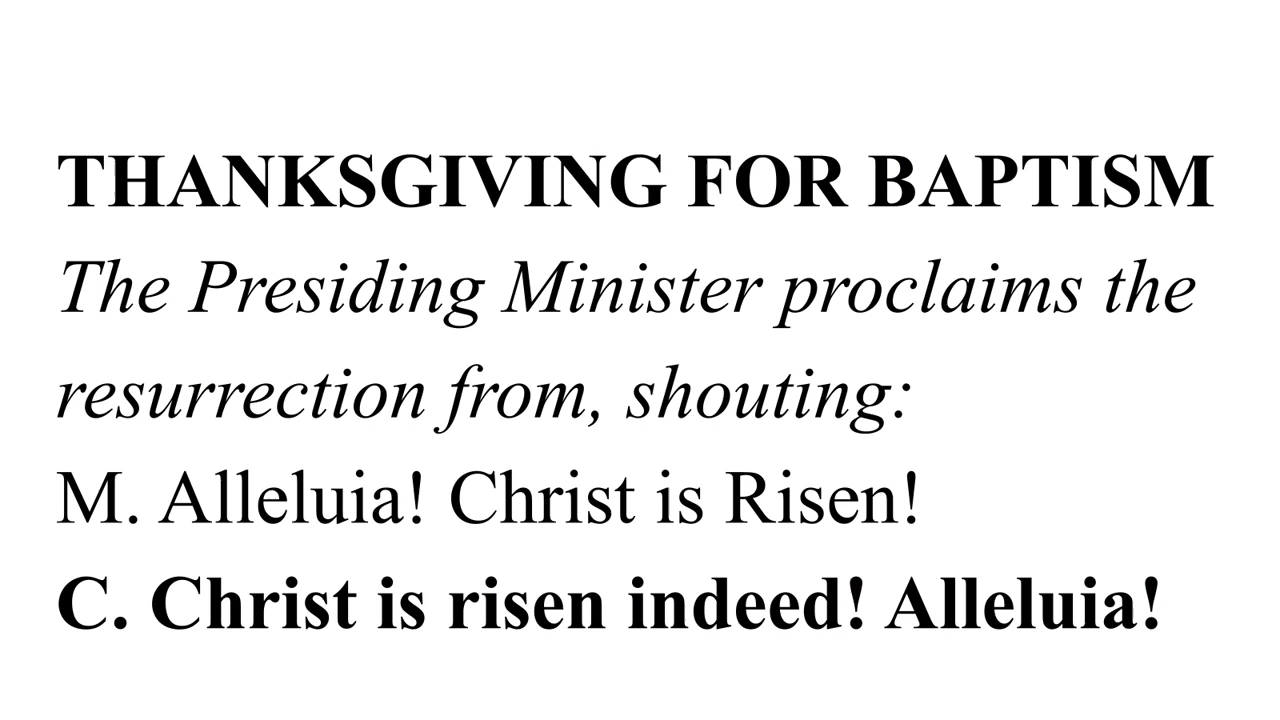 THANKSGIVING FOR BAPTISM
The Presiding Minister proclaims the
resurrection from, shouting:
M. Alleluia! Christ is Risen!
C. Christ is risen indeed! Alleluia!